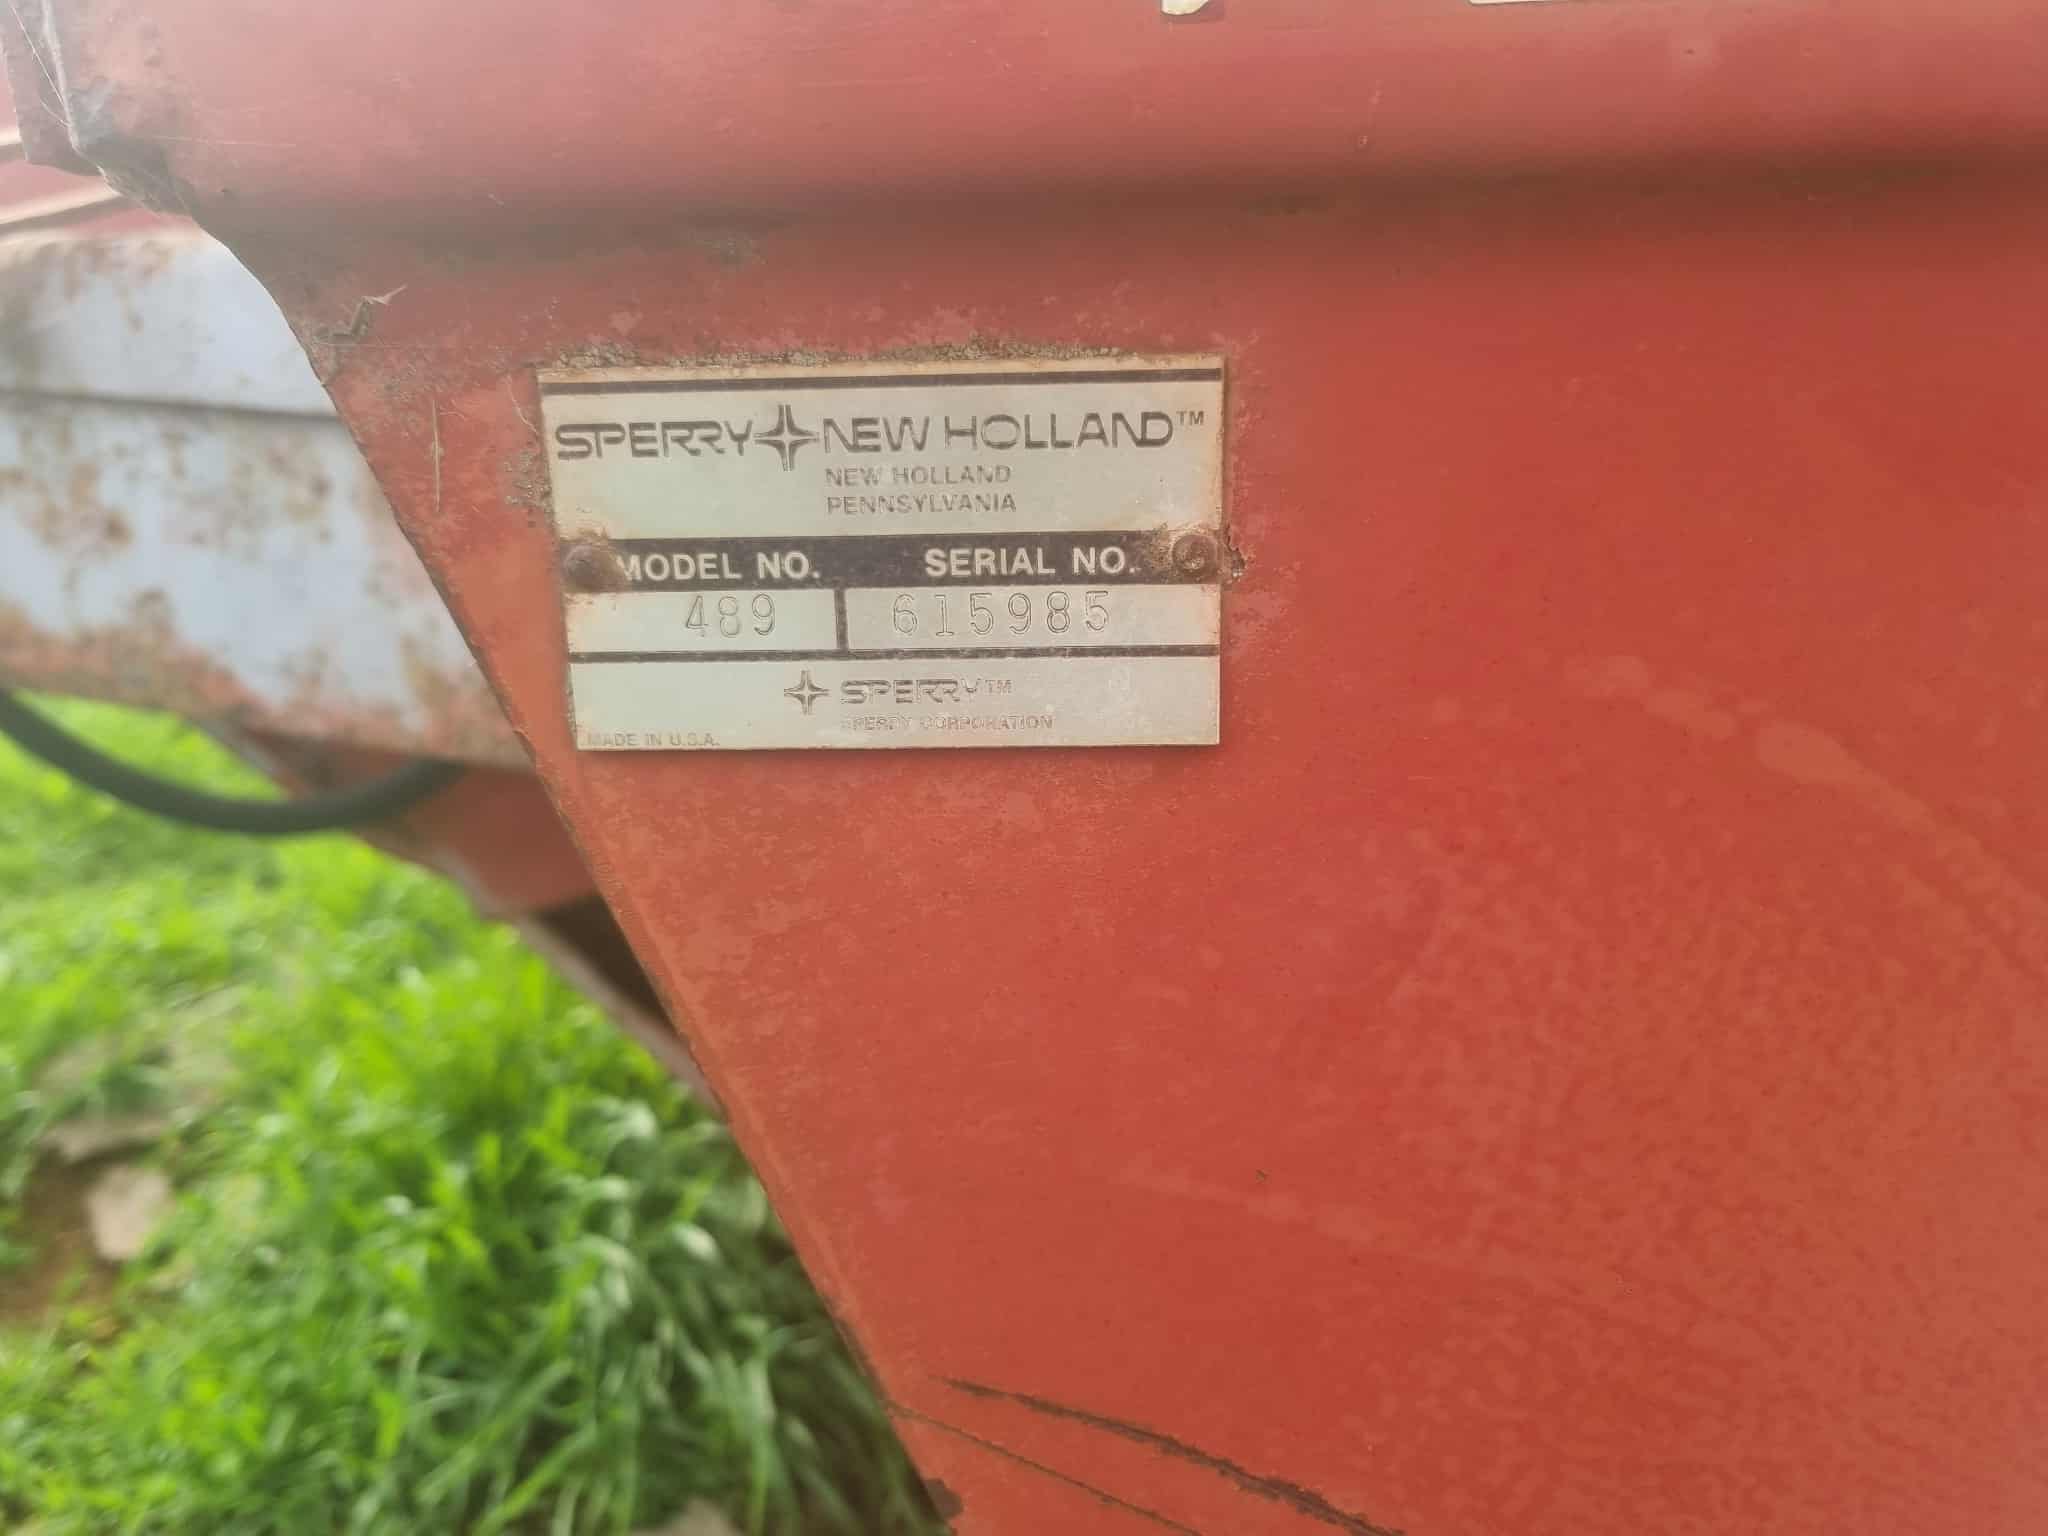 SPERRY NEW HOLLAND™
NEW HOLLAND
PENNSYLVANIA
MODEL NO. SERIAL NO.
489 615985
SPERRY™
SPERRY CORPORATION
MADE IN U.S.A.